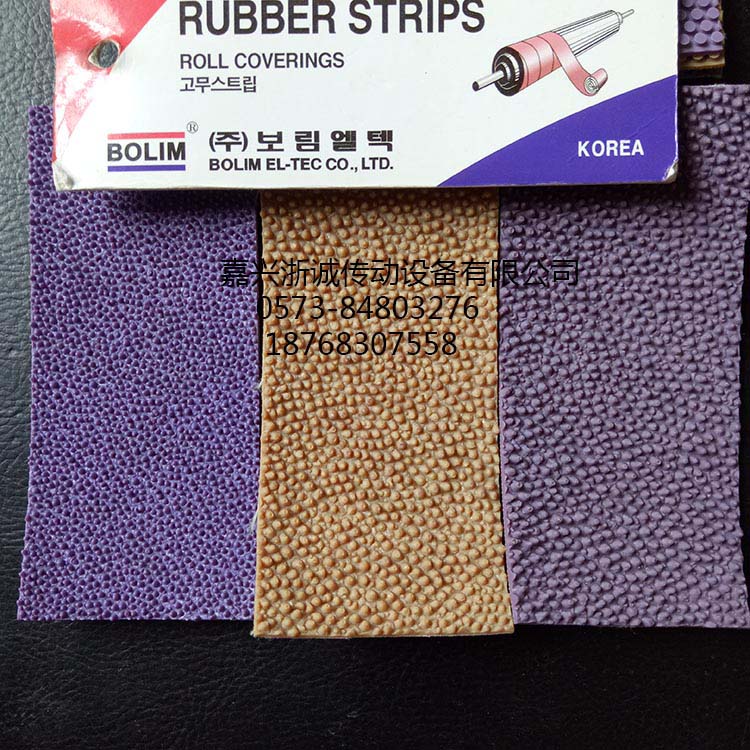 RUBBER STRIPS
ROLL COVERINGS
고무스트립
BOLIM ®
(주) 보림엘텍
BOLIM EL-TEC CO., LTD.
KOREA
嘉兴浙诚传动设备有限公司
0573-84803276
18768307558